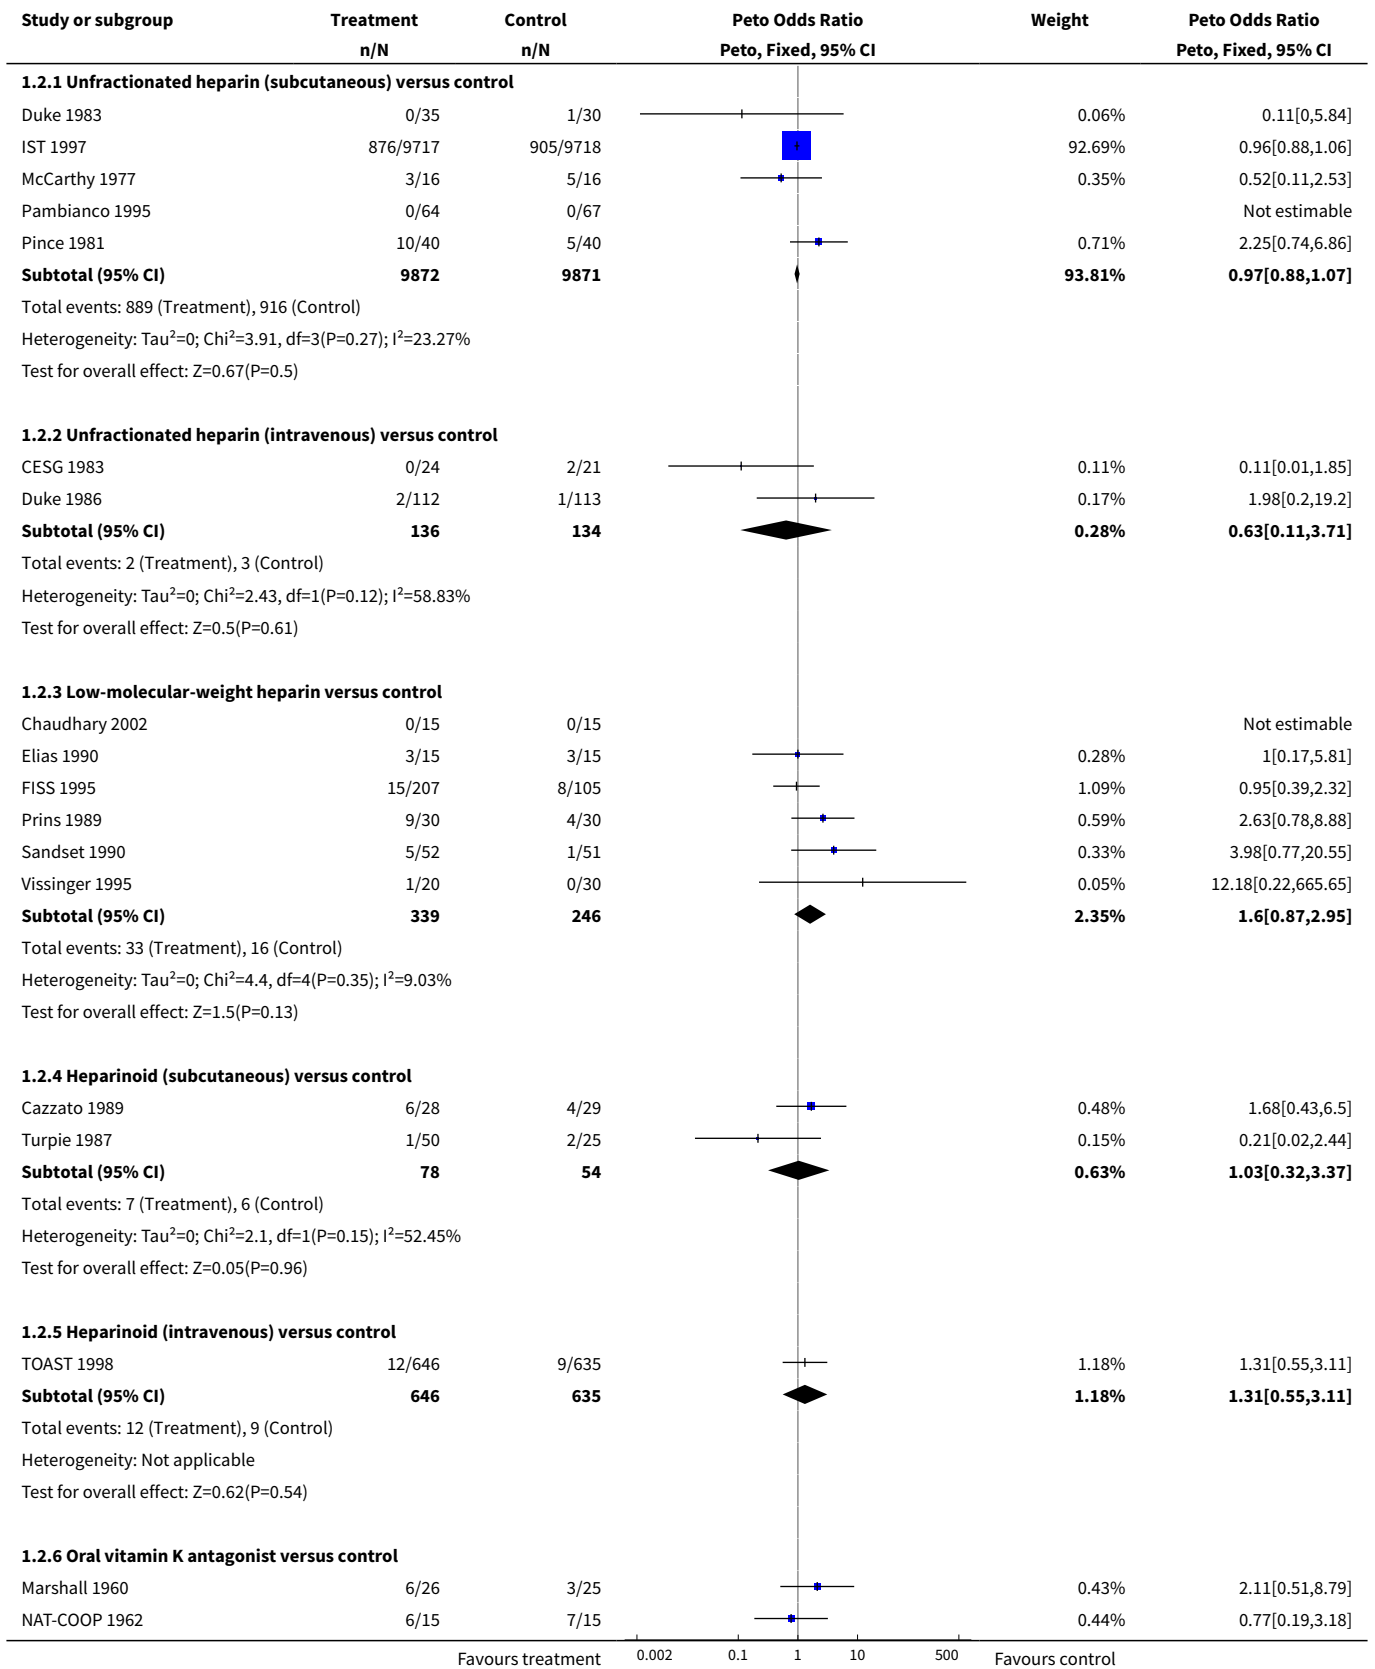 Study or subgroup Treatment Control Peto Odds Ratio Weight Peto Odds Ratio
n/N n/N Peto, Fixed, 95% CI Peto, Fixed, 95% CI
1.2.1 Unfractionated heparin (subcutaneous) versus control
Duke 1983 0/35 1/30 0.06% 0.11[0,5.84]
IST 1997 876/9717 905/9718 92.69% 0.96[0.88,1.06]
McCarthy 1977 3/16 5/16 0.35% 0.52[0.11,2.53]
Pambianco 1995 0/64 0/67 Not estimable
Pince 1981 10/40 5/40 0.71% 2.25[0.74,6.86]
Subtotal (95% CI) 9872 9871 93.81% 0.97[0.88,1.07]
Total events: 889 (Treatment), 916 (Control)
Heterogeneity: Tau²=0; Chi²=3.91, df=3(P=0.27); I²=23.27%
Test for overall effect: Z=0.67(P=0.5)
1.2.2 Unfractionated heparin (intravenous) versus control
CESG 1983 0/24 2/21 0.11% 0.11[0.01,1.85]
Duke 1986 2/112 1/113 0.17% 1.98[0.2,19.2]
Subtotal (95% CI) 136 134 0.28% 0.63[0.11,3.71]
Total events: 2 (Treatment), 3 (Control)
Heterogeneity: Tau²=0; Chi²=2.43, df=1(P=0.12); I²=58.83%
Test for overall effect: Z=0.5(P=0.61)
1.2.3 Low-molecular-weight heparin versus control
Chaudhary 2002 0/15 0/15 Not estimable
Elias 1990 3/15 3/15 0.28% 1[0.17,5.81]
FISS 1995 15/207 8/105 1.09% 0.95[0.39,2.32]
Prins 1989 9/30 4/30 0.59% 2.63[0.78,8.88]
Sandset 1990 5/52 1/51 0.33% 3.98[0.77,20.55]
Vissinger 1995 1/20 0/30 0.05% 12.18[0.22,665.65]
Subtotal (95% CI) 339 246 2.35% 1.6[0.87,2.95]
Total events: 33 (Treatment), 16 (Control)
Heterogeneity: Tau²=0; Chi²=4.4, df=4(P=0.35); I²=9.03%
Test for overall effect: Z=1.5(P=0.13)
1.2.4 Heparinoid (subcutaneous) versus control
Cazzato 1989 6/28 4/29 0.48% 1.68[0.43,6.5]
Turpie 1987 1/50 2/25 0.15% 0.21[0.02,2.44]
Subtotal (95% CI) 78 54 0.63% 1.03[0.32,3.37]
Total events: 7 (Treatment), 6 (Control)
Heterogeneity: Tau²=0; Chi²=2.1, df=1(P=0.15); I²=52.45%
Test for overall effect: Z=0.05(P=0.96)
1.2.5 Heparinoid (intravenous) versus control
TOAST 1998 12/646 9/635 1.18% 1.31[0.55,3.11]
Subtotal (95% CI) 646 635 1.18% 1.31[0.55,3.11]
Total events: 12 (Treatment), 9 (Control)
Heterogeneity: Not applicable
Test for overall effect: Z=0.62(P=0.54)
1.2.6 Oral vitamin K antagonist versus control
Marshall 1960 6/26 3/25 0.43% 2.11[0.51,8.79]
NAT-COOP 1962 6/15 7/15 0.44% 0.77[0.19,3.18]
Favours treatment 0.002 0.1 1 10 500 Favours control